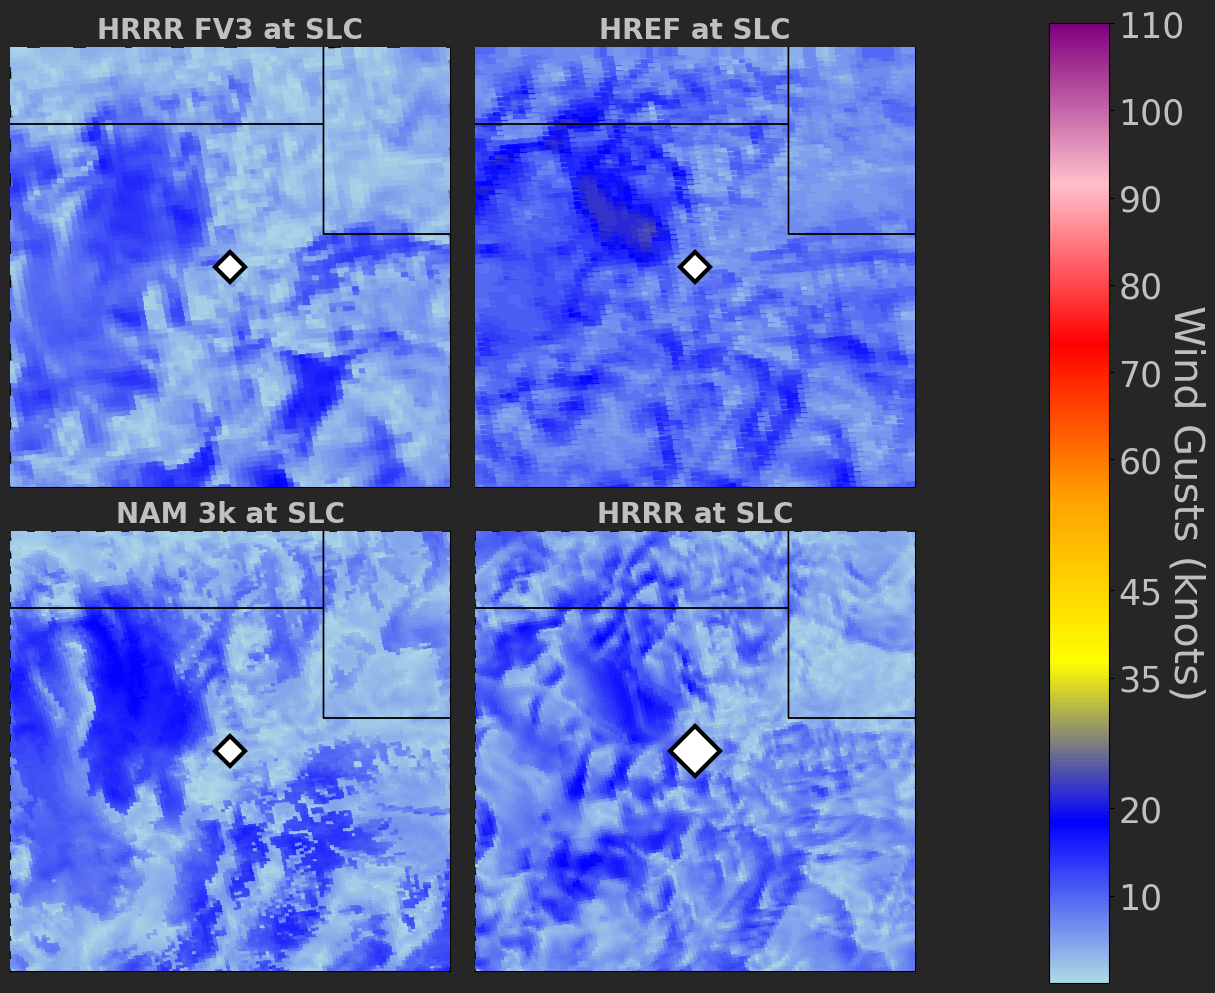 HRRR FV3 at SLC
HREF at SLC
NAM 3k at SLC
HRRR at SLC
110
100
90
80
70
60
45
35
20
10
Wind Gusts (knots)